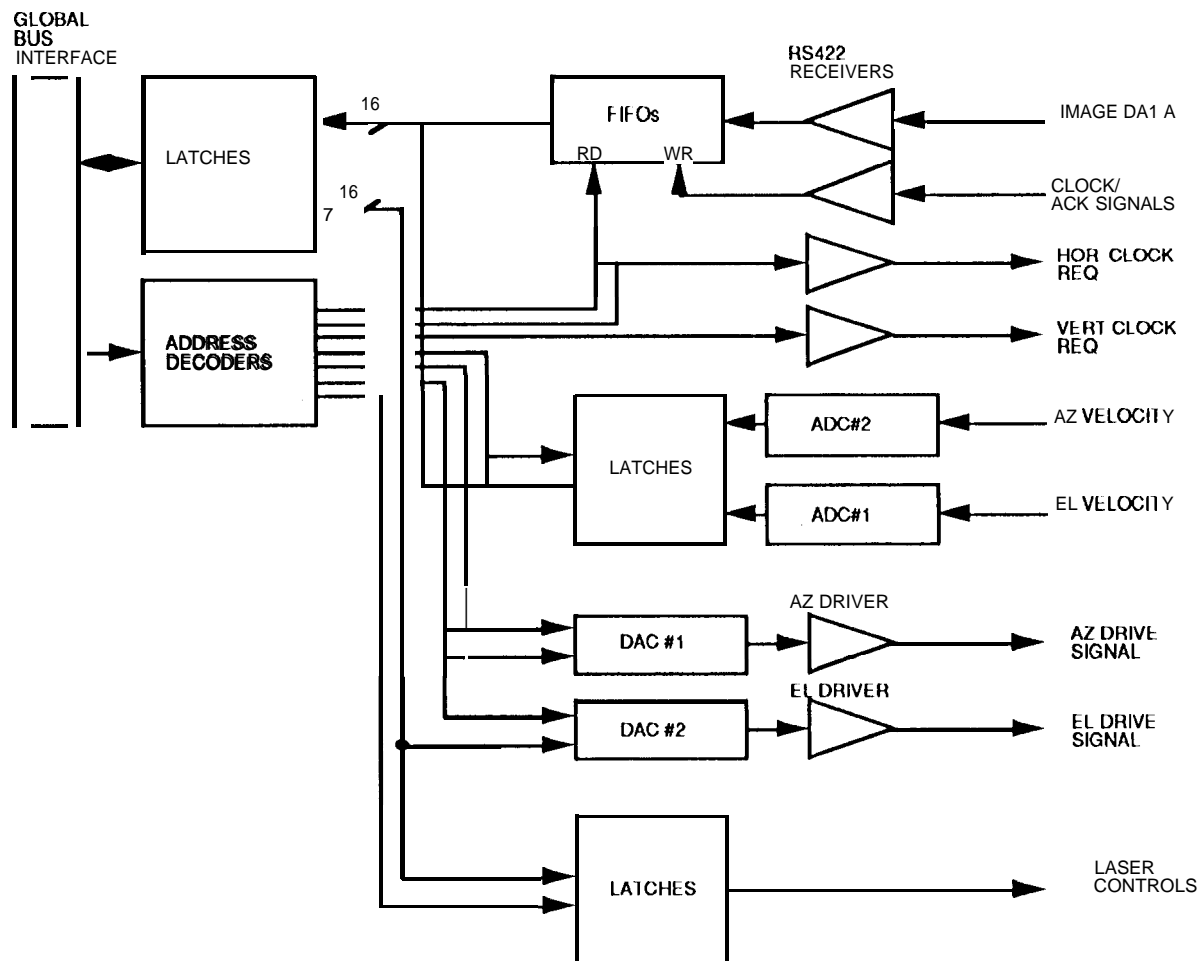 GLOBAL
BUS
INTERFACE
LATCHES
16
16
7
FIFOs
RD
WR
RS422
RECEIVERS
IMAGE DA1 A
CLOCK/
ACK SIGNALS
HOR CLOCK
REQ
VERT CLOCK
REQ
ADDRESS
DECODERS
LATCHES
ADC#2
AZ VELOCITY
ADC#1
EL VELOCITY
DAC #1
AZ DRIVER
AZ DRIVE
SIGNAL
DAC #2
EL DRIVER
EL DRIVE
SIGNAL
LATCHES
LASER
CONTROLS